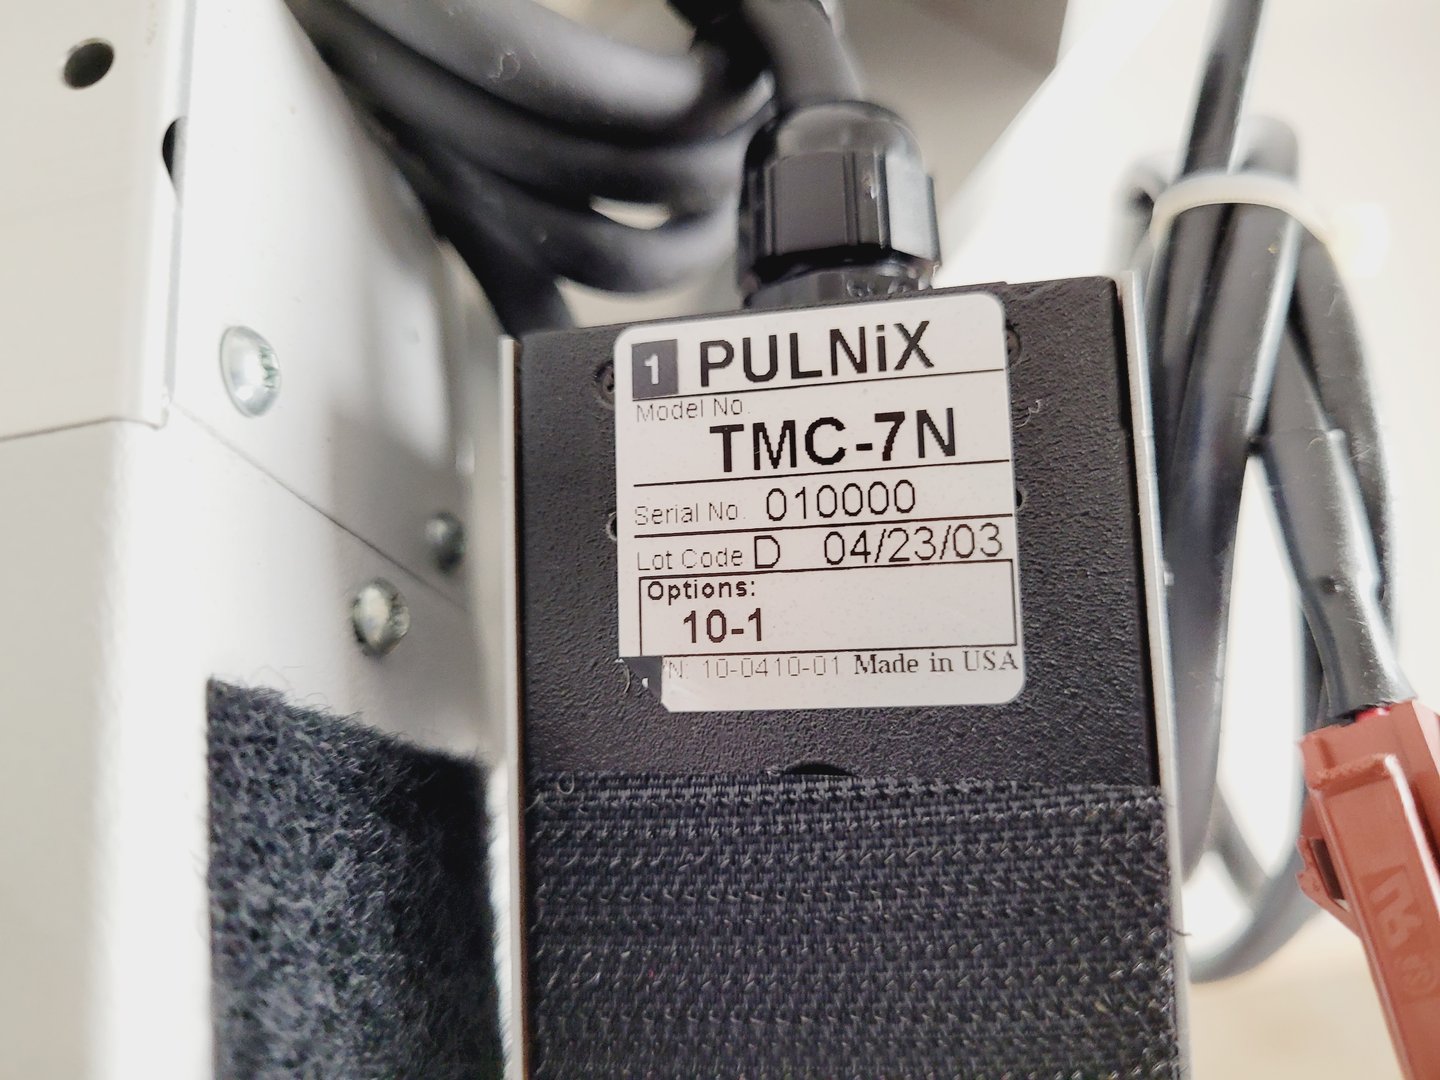 1 PULNiX
Model No.
TMC-7N
Serial No. 010000
Lot Code D 04/23/03
Options:
10-1
N: 10-0410-01 Made in USA